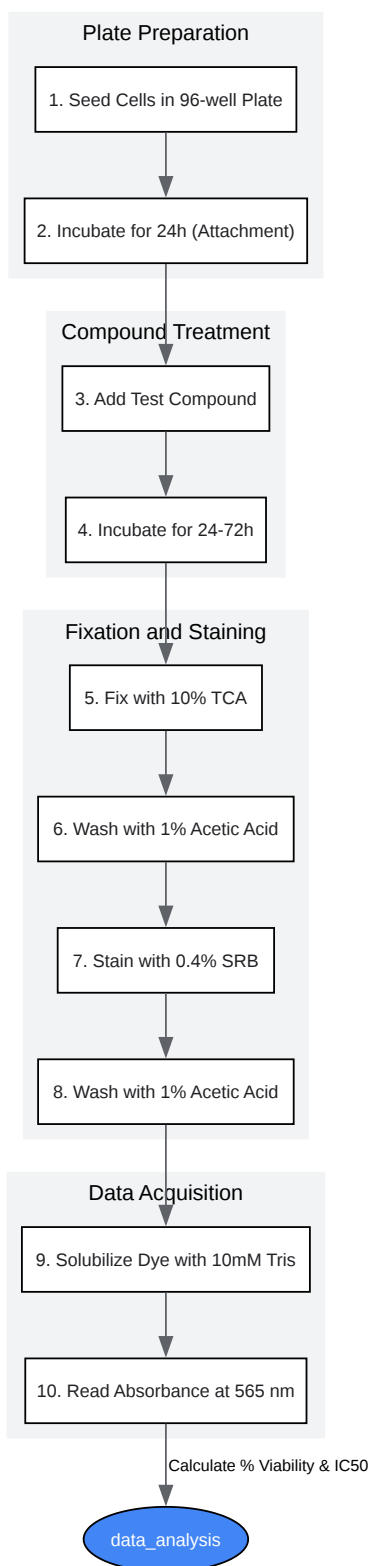 Plate Preparation
1. Seed Cells in 96-well Plate
2. Incubate for 24h (Attachment)
Compound Treatment
3. Add Test Compound
4. Incubate for 24-72h
Fixation and Staining
5. Fix with 10% TCA
6. Wash with 1% Acetic Acid
7. Stain with 0.4% SRB
8. Wash with 1% Acetic Acid
Data Acquisition
9. Solubilize Dye with 10mM Tris
10. Read Absorbance at 565 nm
Calculate % Viability & IC50
data_analysis